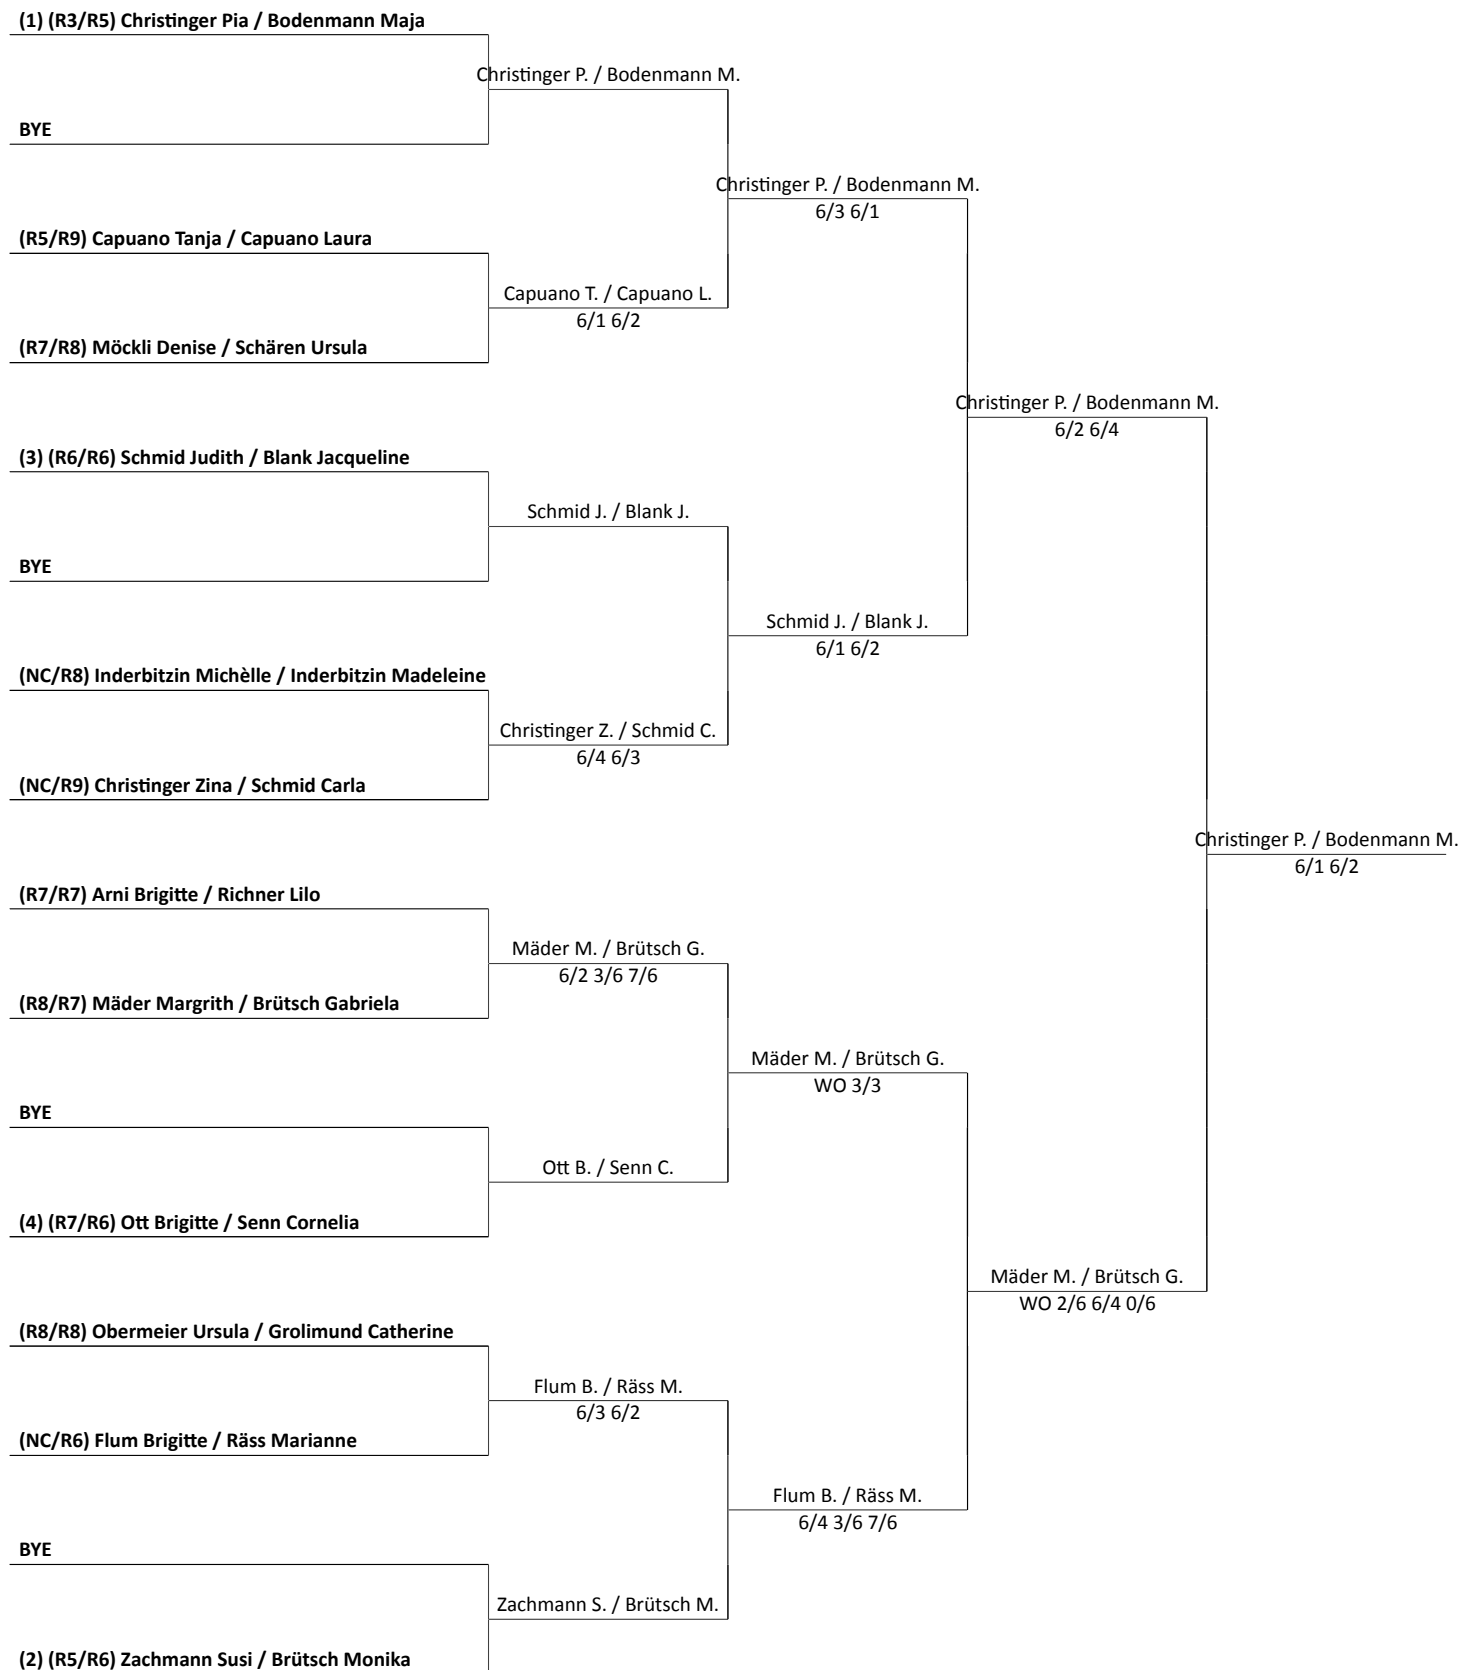 (1) (R3/R5) Christinger Pia / Bodenmann Maja
Christinger P. / Bodenmann M.
BYE
Christinger P. / Bodenmann M.
6/3 6/1
(R5/R9) Capuano Tanja / Capuano Laura
Capuano T. / Capuano L.
6/1 6/2
(R7/R8) Möckli Denise / Schären Ursula
Christinger P. / Bodenmann M.
6/2 6/4
(3) (R6/R6) Schmid Judith / Blank Jacqueline
Schmid J. / Blank J.
BYE
Schmid J. / Blank J.
6/1 6/2
(NC/R8) Inderbitzin Michèlle / Inderbitzin Madeleine
Christinger Z. / Schmid C.
6/4 6/3
(NC/R9) Christinger Zina / Schmid Carla
Christinger P. / Bodenmann M.
6/1 6/2
(R7/R7) Arni Brigitte / Richner Lilo
Mäder M. / Brütsch G.
6/2 3/6 7/6
(R8/R7) Mäder Margrith / Brütsch Gabriela
Mäder M. / Brütsch G.
WO 3/3
BYE
Ott B. / Senn C.
(4) (R7/R6) Ott Brigitte / Senn Cornelia
Mäder M. / Brütsch G.
WO 2/6 6/4 0/6
(R8/R8) Obermeier Ursula / Grolimund Catherine
Flum B. / Räss M.
6/3 6/2
(NC/R6) Flum Brigitte / Räss Marianne
Flum B. / Räss M.
6/4 3/6 7/6
BYE
Zachmann S. / Brütsch M.
(2) (R5/R6) Zachmann Susi / Brütsch Monika